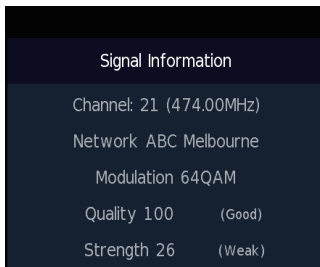 Signal Information
Channel: 21 (474.00MHz)
Network ABC Melbourne
Modulation 64QAM
Quality 100 (Good)
Strength 26 (Weak)